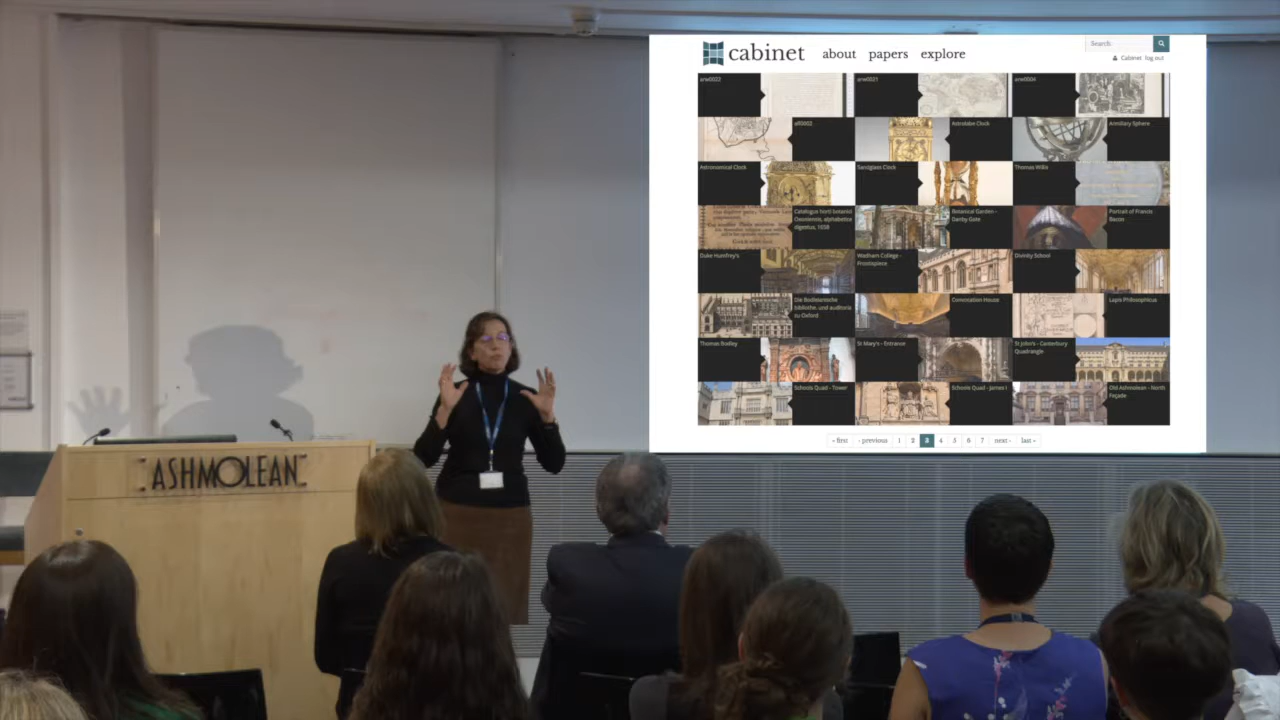 cabinet
about papers explore
Search
Cabinet log out
arw0022
arw0021
arw0004
Astrolabe Clock
Armillary Sphere
Astronomical Clock
Sandglass Clock
Thomas Willis
Catalogus horti botanici
Oxoniensis, alphabetice
digestus, 1658
Botanical Garden -
Danby Gate
Portrait of Francis
Bacon
Duke Humfrey's
Wadham College -
Frontispiece
Divinity School
Die Bodleianische
bibliothe. und auditoria
zu Oxford
Convocation House
Lapis Philosophicus
Thomas Bodley
St Mary's - Entrance
St John's - Canterbury
Quadrangle
Schools Quad - Tower
Schools Quad - James I
Old Ashmolean - North
Façade
« first ‹ previous 1 2 3 4 5 6 7 next › last »
ASHMOLEAN